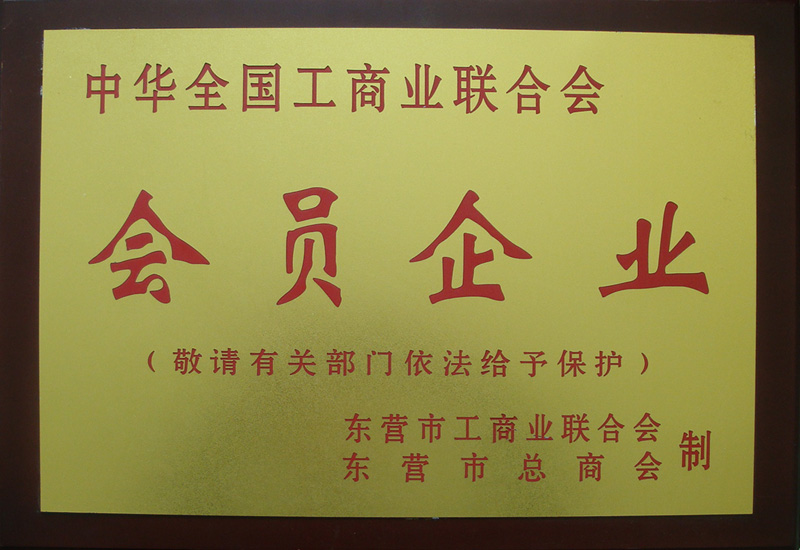 中华全国工商业联合会
会员企业
（敬请有关部门依法给予保护）
东营市工商业联合会
东营市总商会
制